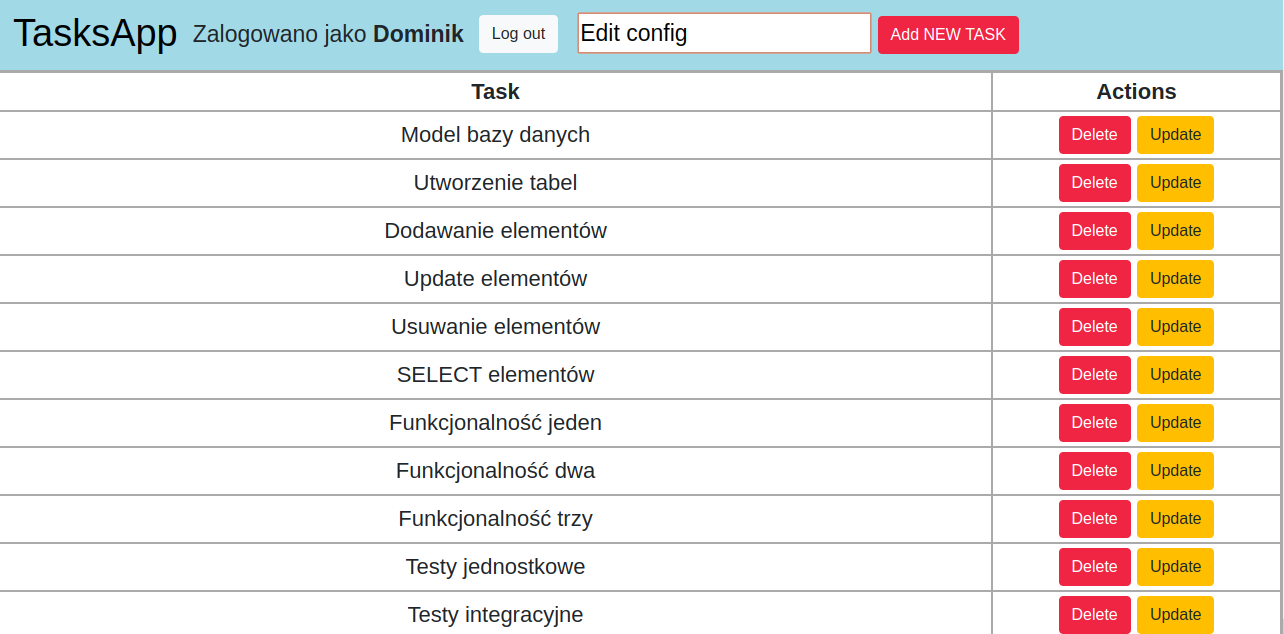 TasksApp Zalogowano jako Dominik Log out Edit config Add NEW TASK
Task Actions
Model bazy danych Delete Update
Utworzenie tabel Delete Update
Dodawanie elementów Delete Update
Update elementów Delete Update
Usuwanie elementów Delete Update
SELECT elementów Delete Update
Funkcjonalność jeden Delete Update
Funkcjonalność dwa Delete Update
Funkcjonalność trzy Delete Update
Testy jednostkowe Delete Update
Testy integracyjne Delete Update